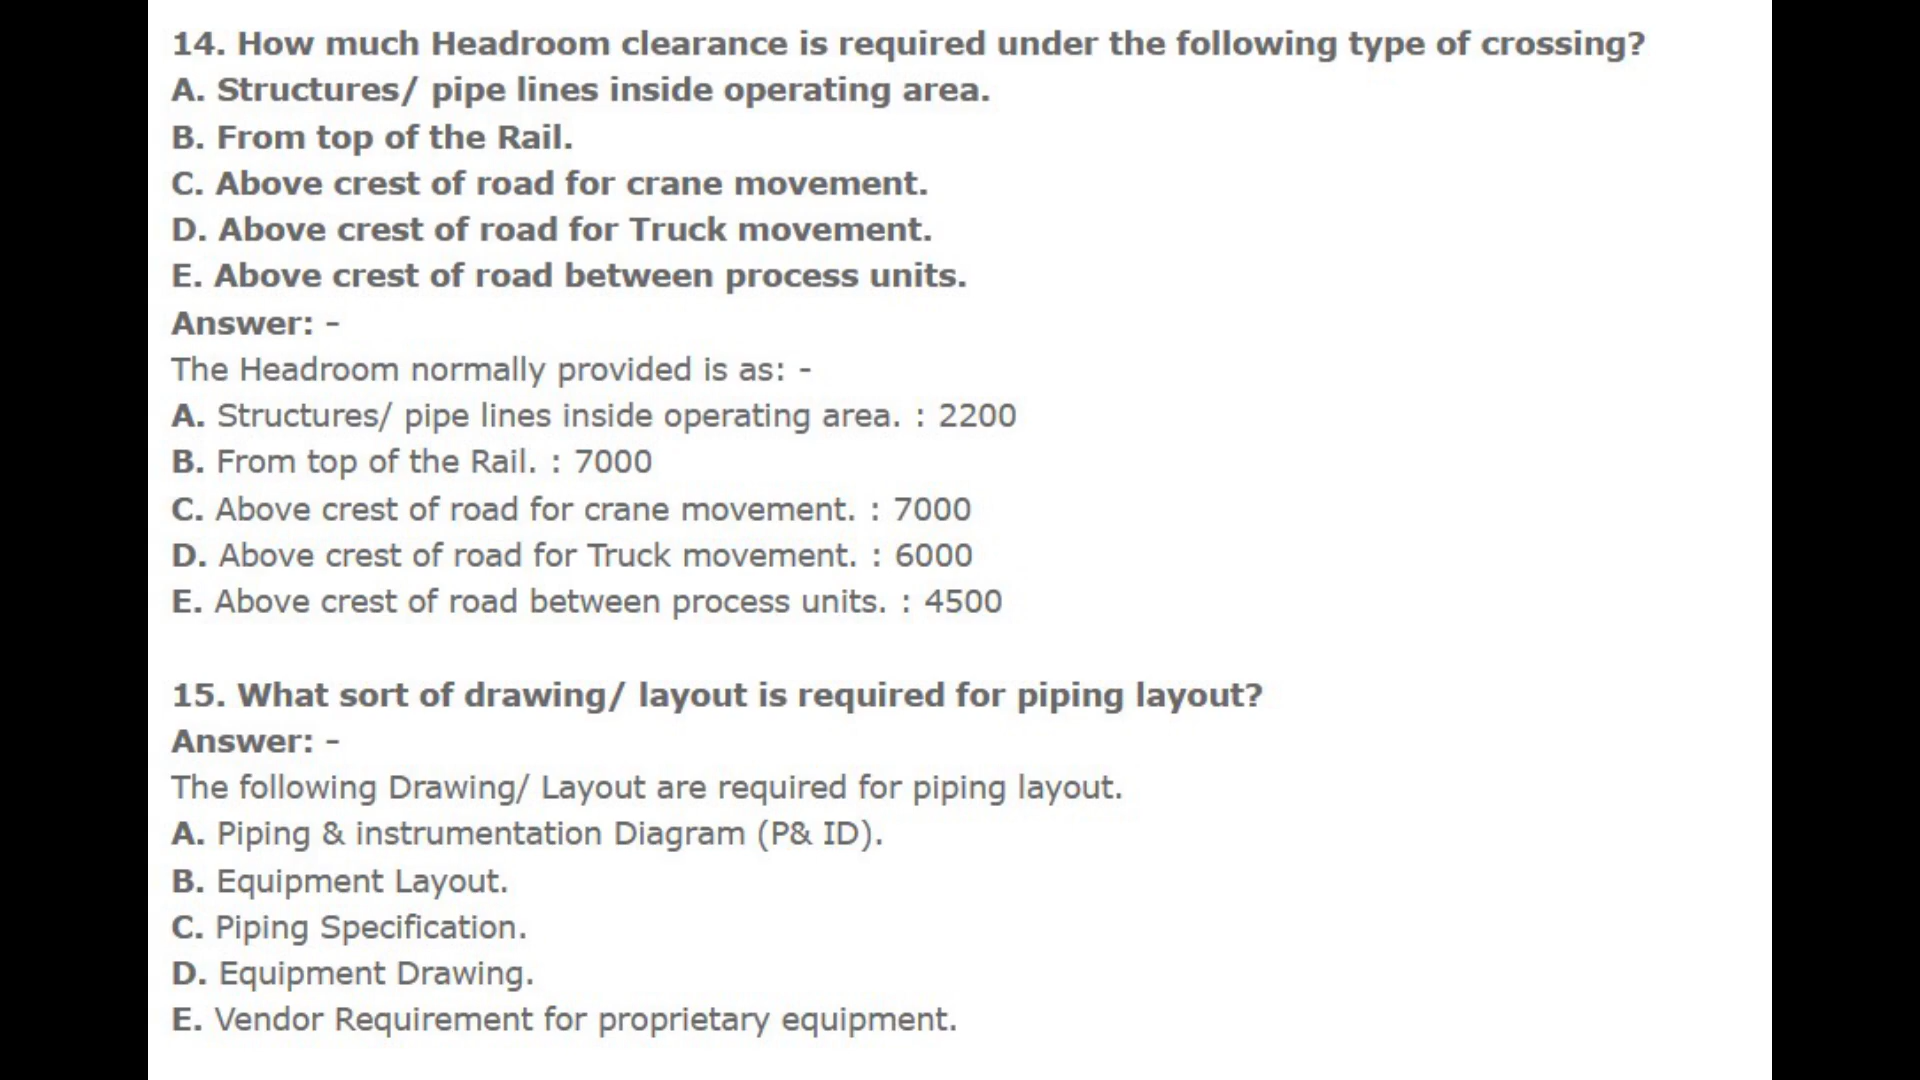 14. How much Headroom clearance is required under the following type of crossing?
A. Structures/ pipe lines inside operating area.
B. From top of the Rail.
C. Above crest of road for crane movement.
D. Above crest of road for Truck movement.
E. Above crest of road between process units.
Answer: -
The Headroom normally provided is as: -
A. Structures/ pipe lines inside operating area. : 2200
B. From top of the Rail. : 7000
C. Above crest of road for crane movement. : 7000
D. Above crest of road for Truck movement. : 6000
E. Above crest of road between process units. : 4500
15. What sort of drawing/ layout is required for piping layout?
Answer: -
The following Drawing/ Layout are required for piping layout.
A. Piping & instrumentation Diagram (P& ID).
B. Equipment Layout.
C. Piping Specification.
D. Equipment Drawing.
E. Vendor Requirement for proprietary equipment.